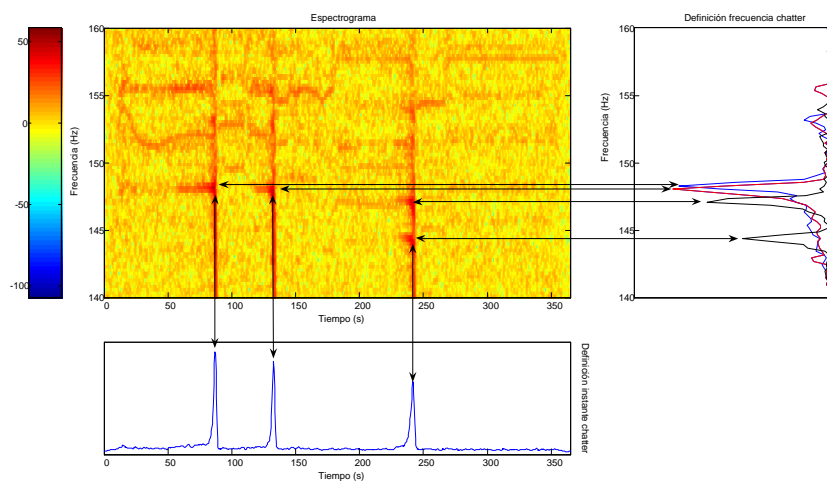 Espectrograma
Definición frecuencia chatter
50
0
-50
-100
Frecuencia (Hz)
160
155
150
145
140
0 50 100 150 200 250 300 350
Tiempo (s)
Frecuencia (Hz)
160
155
150
145
140
Definición instante chatter
0 50 100 150 200 250 300 350
Tiempo (s)